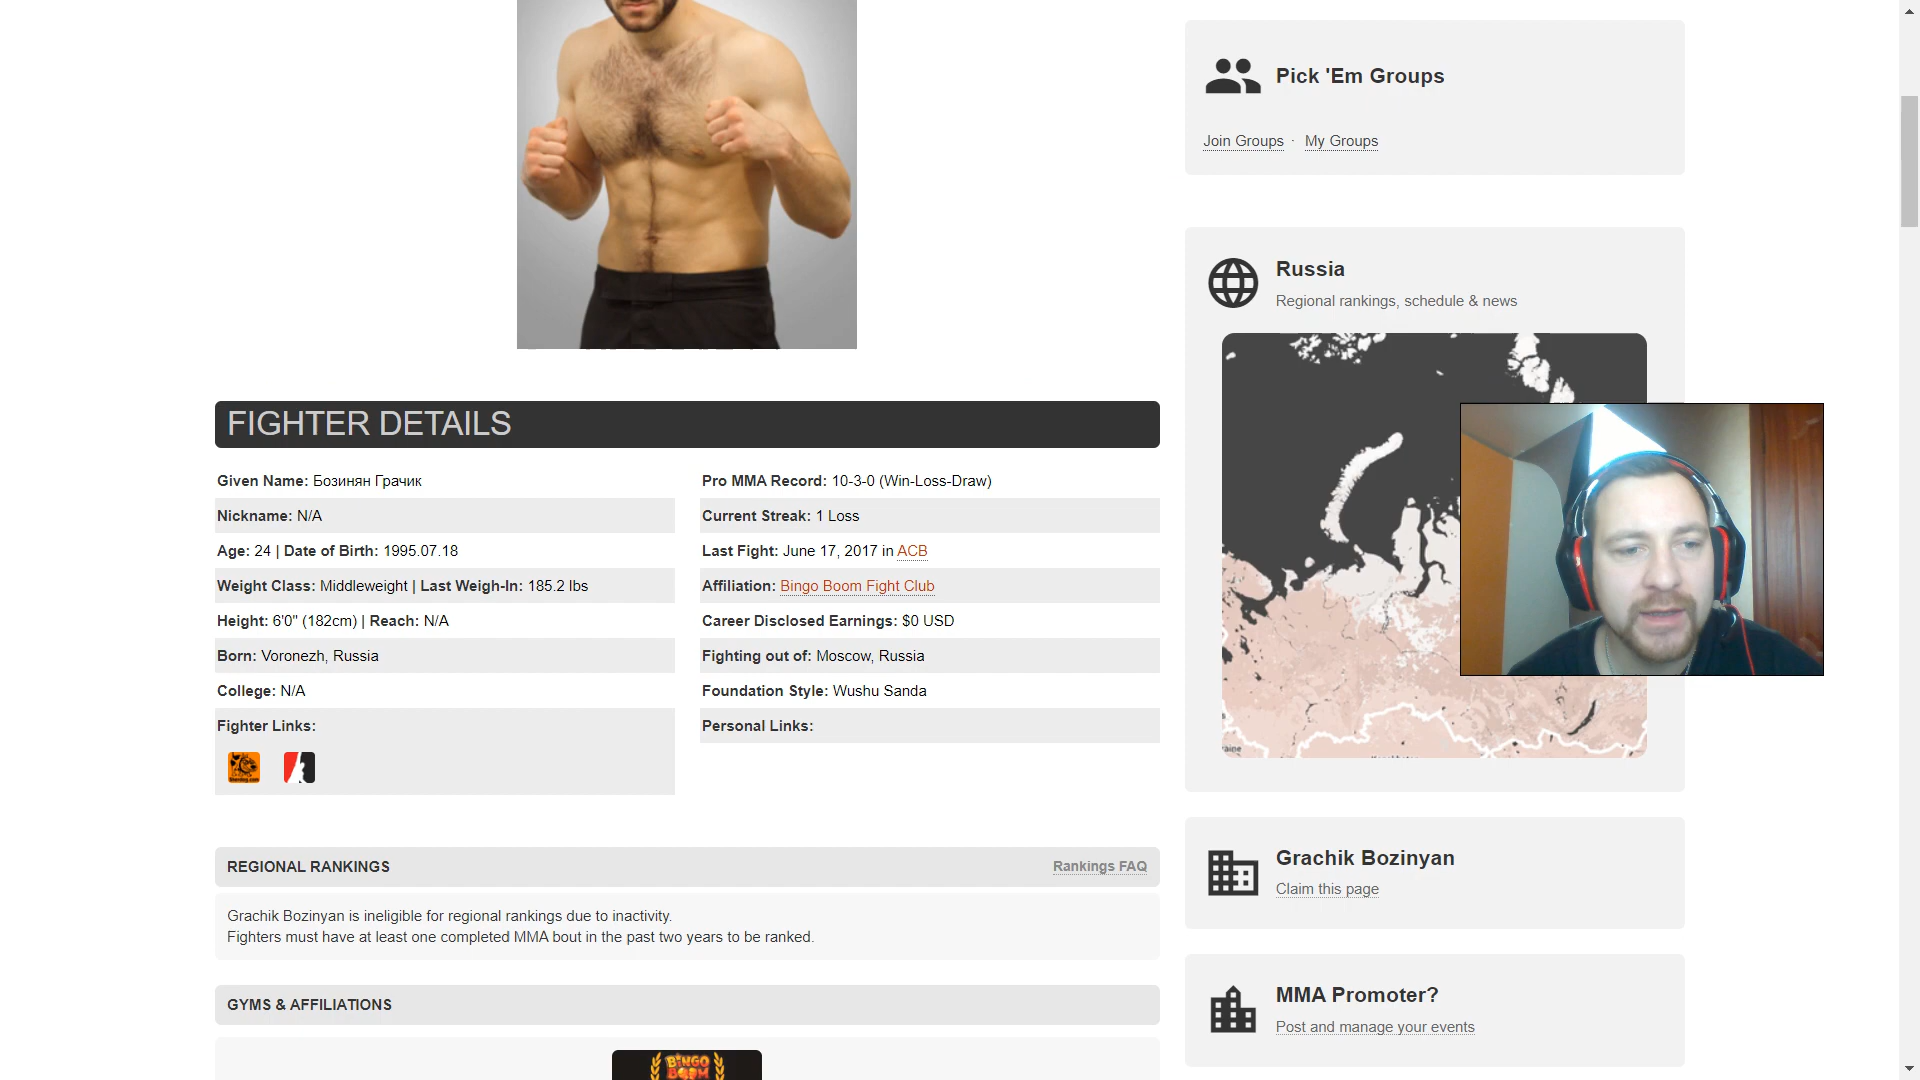 Pick 'Em Groups
Join Groups · My Groups
Russia
Regional rankings, schedule & news
FIGHTER DETAILS
Given Name: Бозинян Грачик
Nickname: N/A
Age: 24 | Date of Birth: 1995.07.18
Weight Class: Middleweight | Last Weigh-In: 185.2 lbs
Height: 6'0" (182cm) | Reach: N/A
Born: Voronezh, Russia
College: N/A
Fighter Links:
Pro MMA Record: 10-3-0 (Win-Loss-Draw)
Current Streak: 1 Loss
Last Fight: June 17, 2017 in ACB
Affiliation: Bingo Boom Fight Club
Career Disclosed Earnings: $0 USD
Fighting out of: Moscow, Russia
Foundation Style: Wushu Sanda
Personal Links:
raine
REGIONAL RANKINGS
Rankings FAQ
Grachik Bozinyan is ineligible for regional rankings due to inactivity.
Fighters must have at least one completed MMA bout in the past two years to be ranked.
GYMS & AFFILIATIONS
BINGO
BOOM
Grachik Bozinyan
Claim this page
MMA Promoter?
Post and manage your events